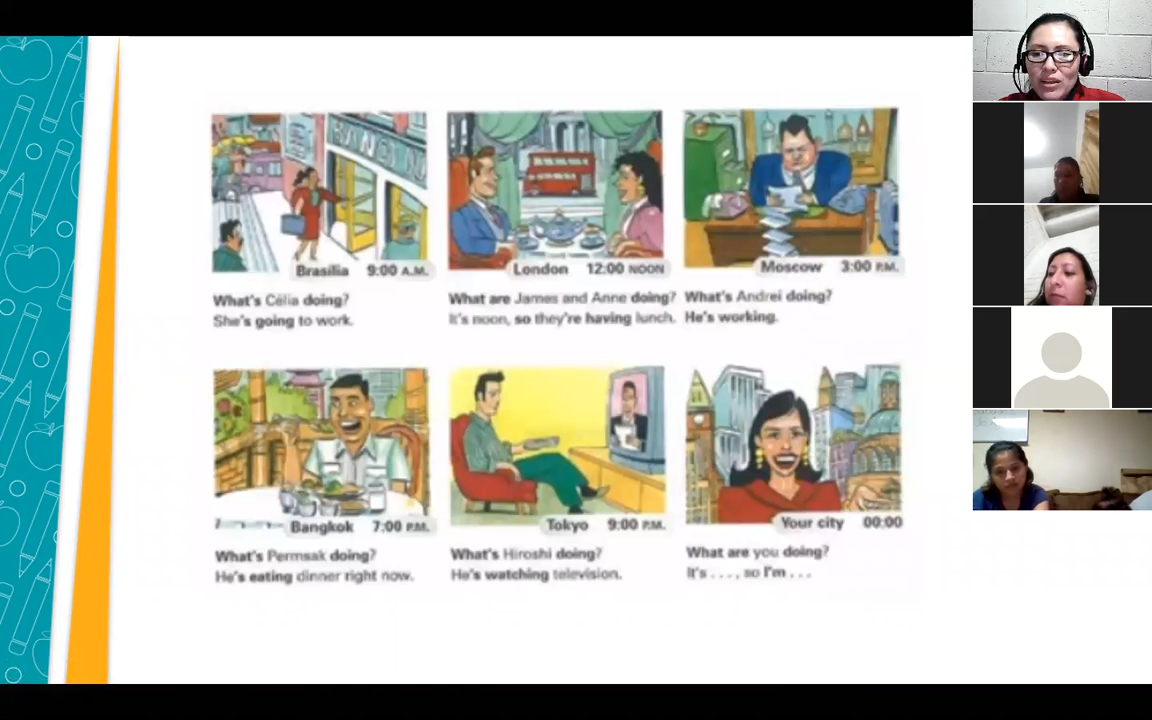 BANCO
Brasília 9:00 A.M.
What's Célia doing?
She's going to work.
London 12:00 NOON
What are James and Anne doing?
It's noon, so they're having lunch.
Moscow 3:00 P.M.
What's Andrei doing?
He's working.
Bangkok 7:00 P.M.
What's Permsak doing?
He's eating dinner right now.
Tokyo 9:00 P.M.
What's Hiroshi doing?
He's watching television.
Your city 00:00
What are you doing?
It's . . . , so I'm . . .